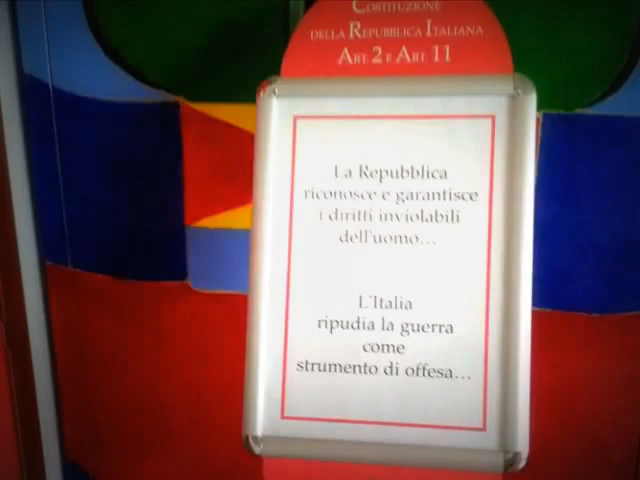 COSTITUZIONE
DELLA REPUBBLICA ITALIANA
ART 2 E ART 11
La Repubblica
riconosce e garantisce
i diritti inviolabili
dell'uomo...
L'Italia
ripudia la guerra
come
strumento di offesa...